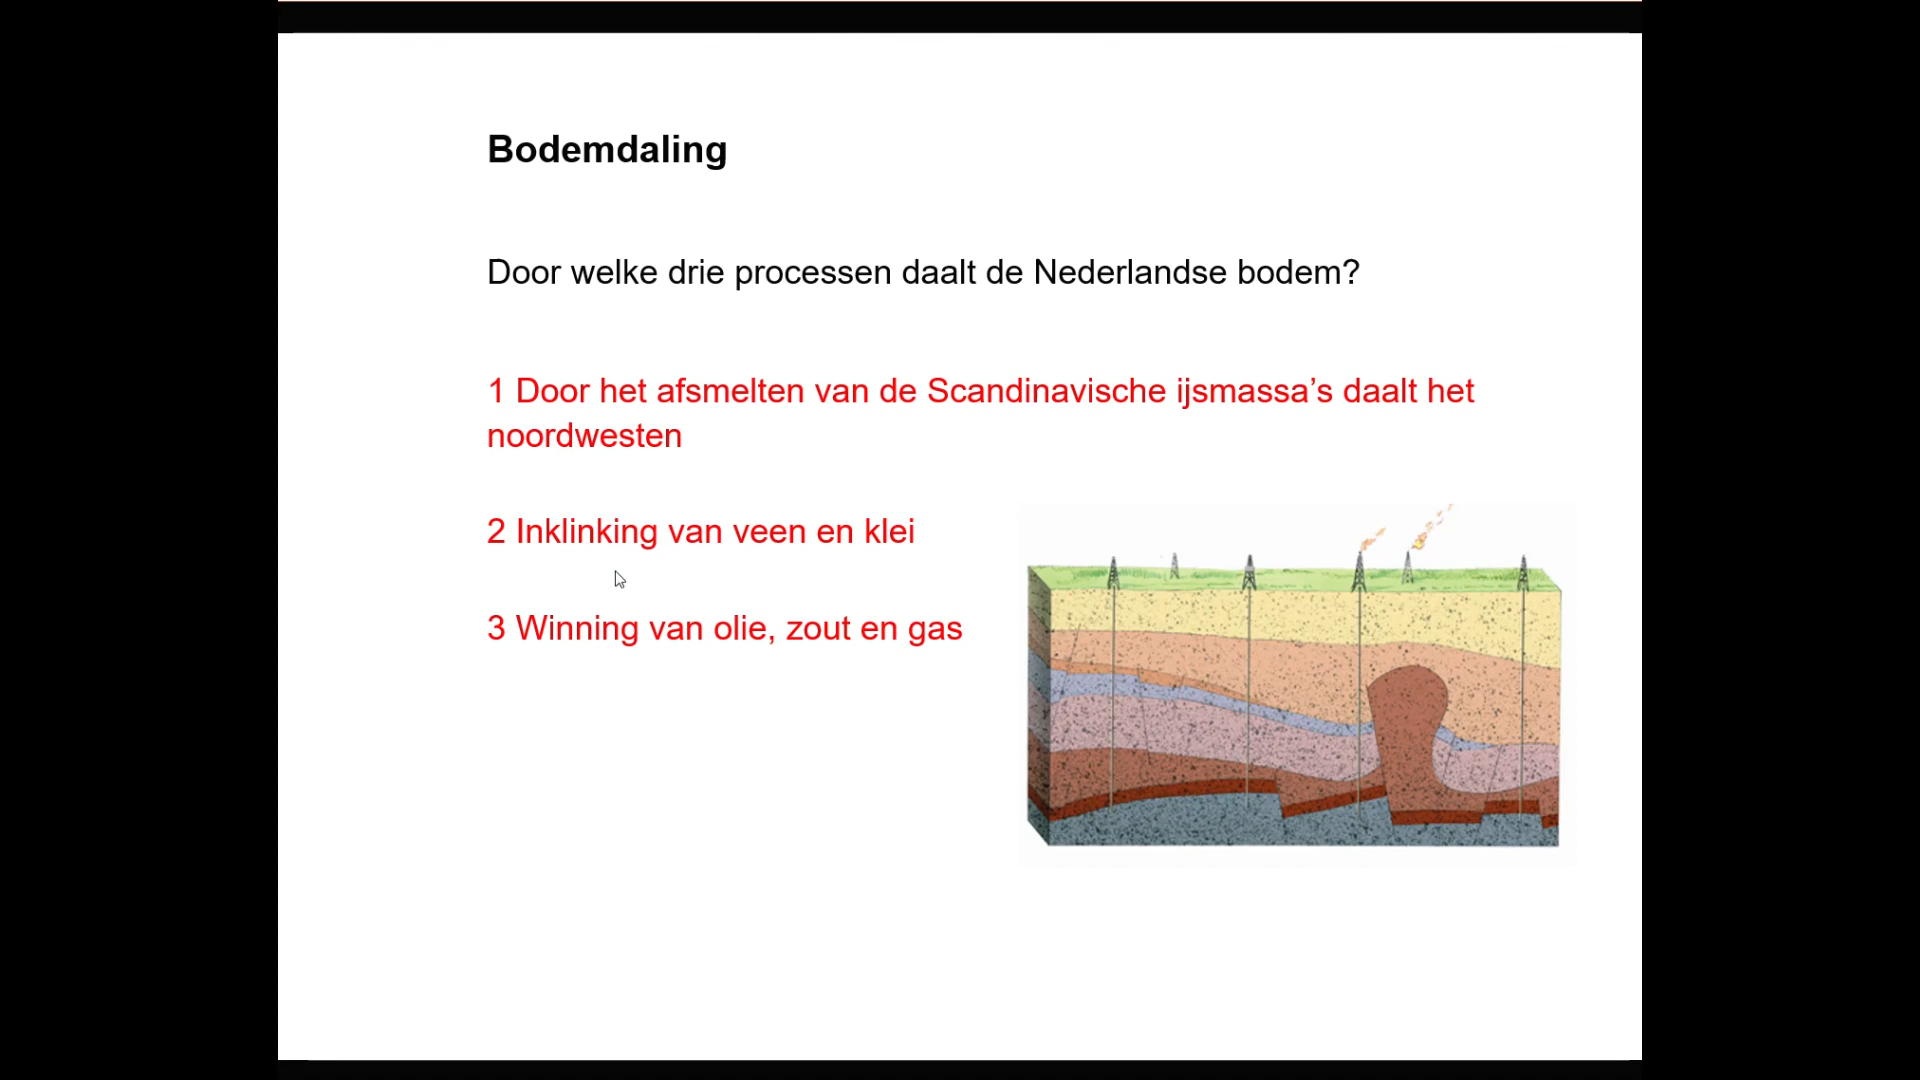 Bodemdaling
Door welke drie processen daalt de Nederlandse bodem?
1 Door het afsmelten van de Scandinavische ijsmassa’s daalt het
noordwesten
2 Inklinking van veen en klei
3 Winning van olie, zout en gas